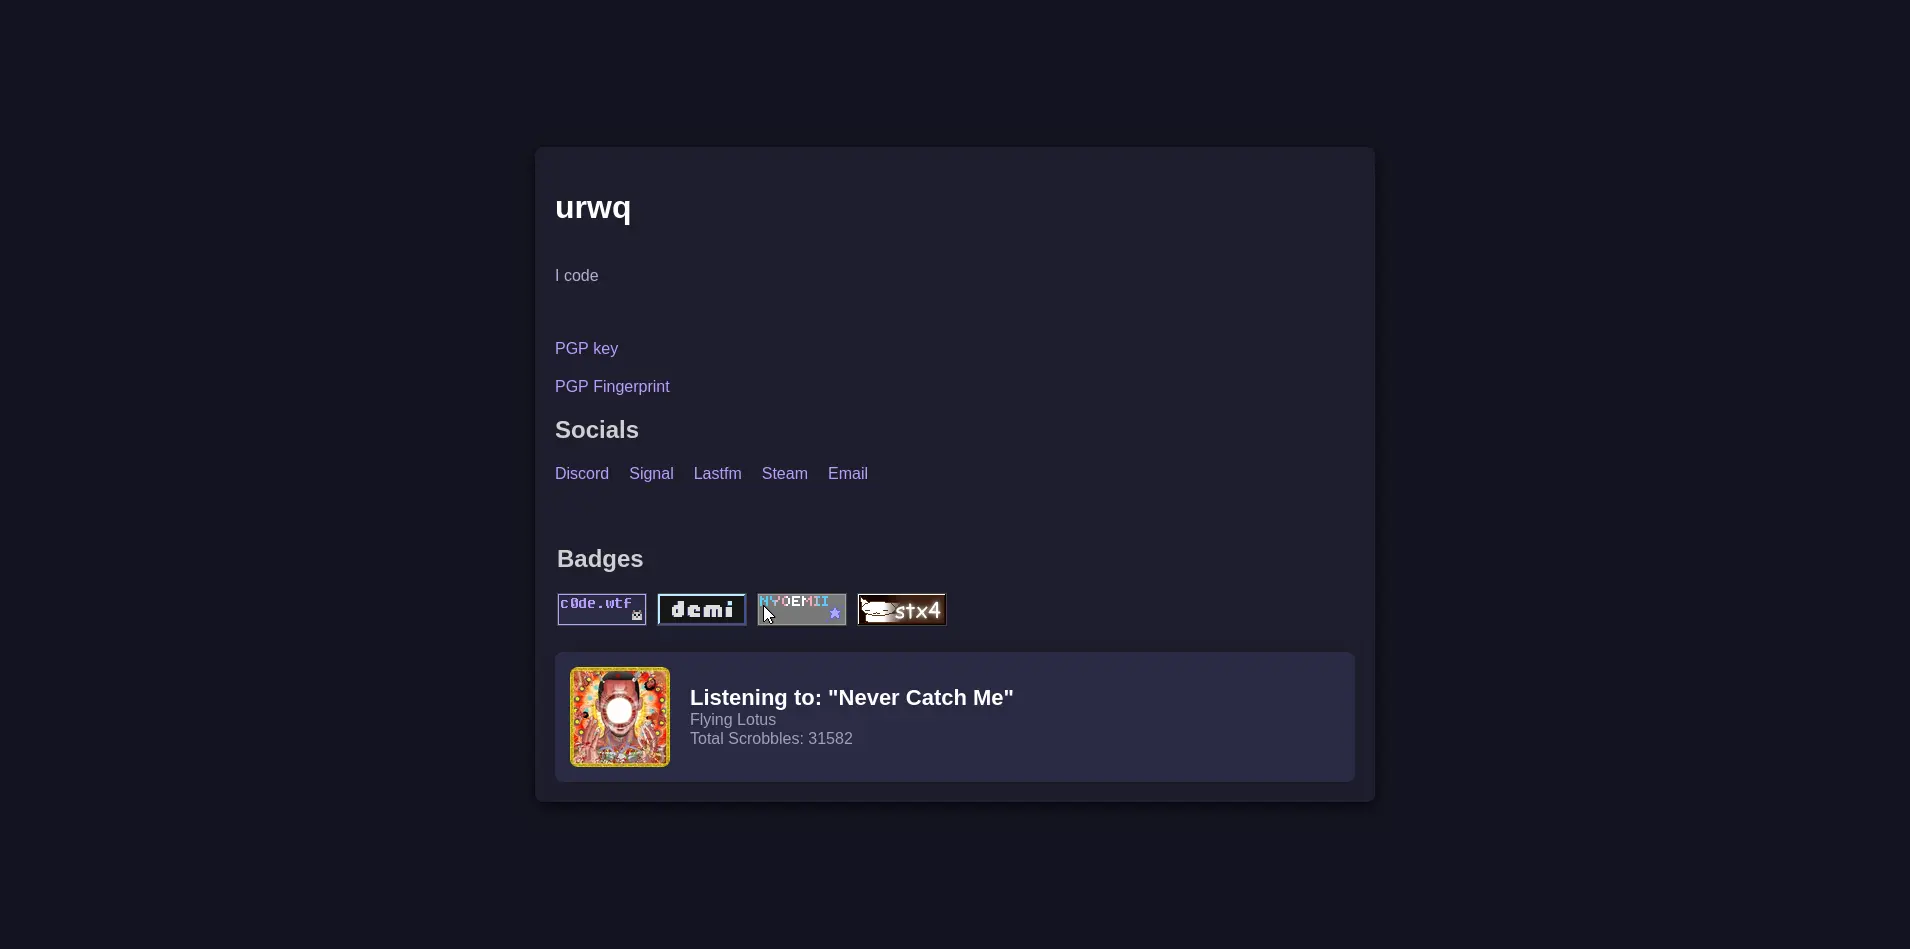 urwq
I code
PGP key
PGP Fingerprint
Socials
Discord Signal Lastfm Steam Email
Badges
c0de.wtf demi NYOEMII stx4
Listening to: "Never Catch Me"
Flying Lotus
Total Scrobbles: 31582